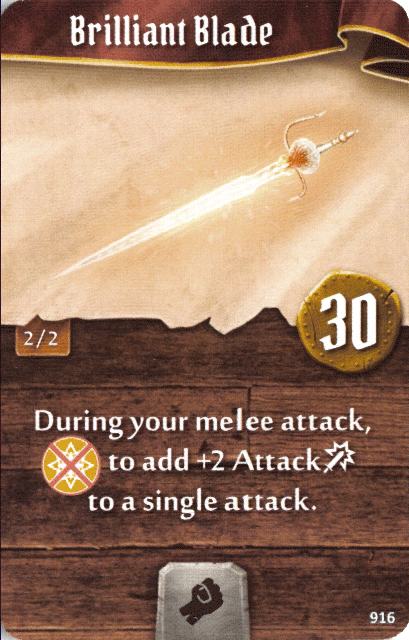 Brilliant Blade
2/2
30
During your melee attack,
to add +2 Attack
to a single attack.
916